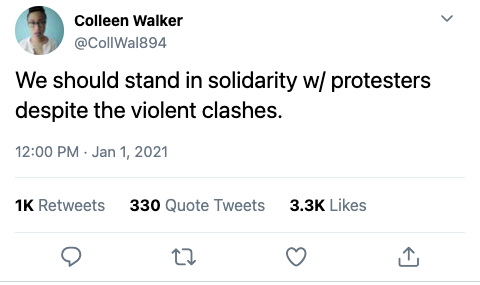 Colleen Walker
@CollWal894
We should stand in solidarity w/ protesters
despite the violent clashes.
12:00 PM · Jan 1, 2021
1K Retweets 330 Quote Tweets 3.3K Likes